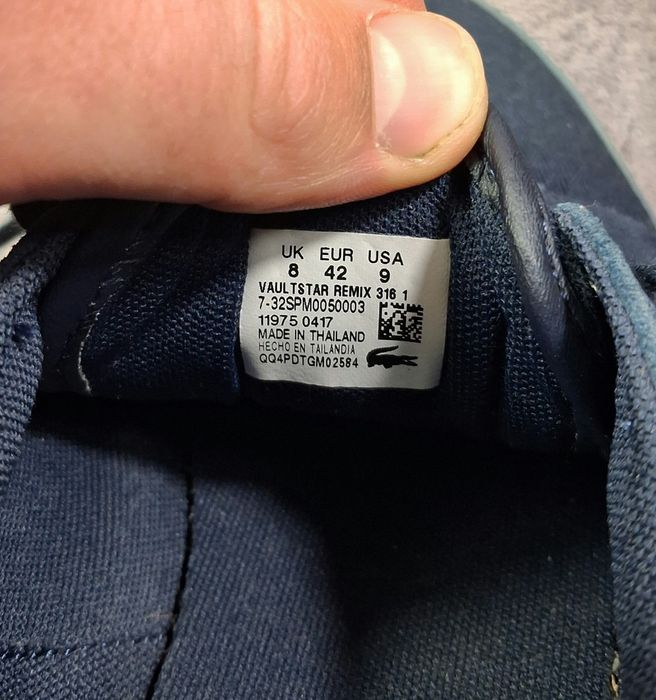 UK EUR USA
8 42 9
VAULTSTAR REMIX 316 1
7-32SPM0050003
11975 0417
MADE IN THAILAND
HECHO EN TAILANDIA
QQ4PDTGM02584